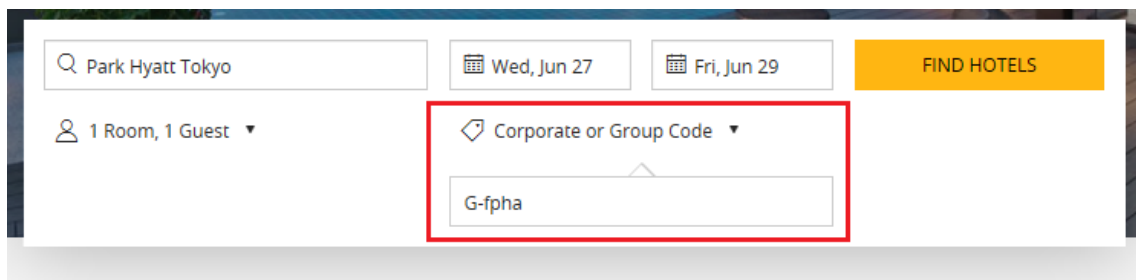 Park Hyatt Tokyo
Wed, Jun 27
Fri, Jun 29
FIND HOTELS
1 Room, 1 Guest
Corporate or Group Code
G-fpha